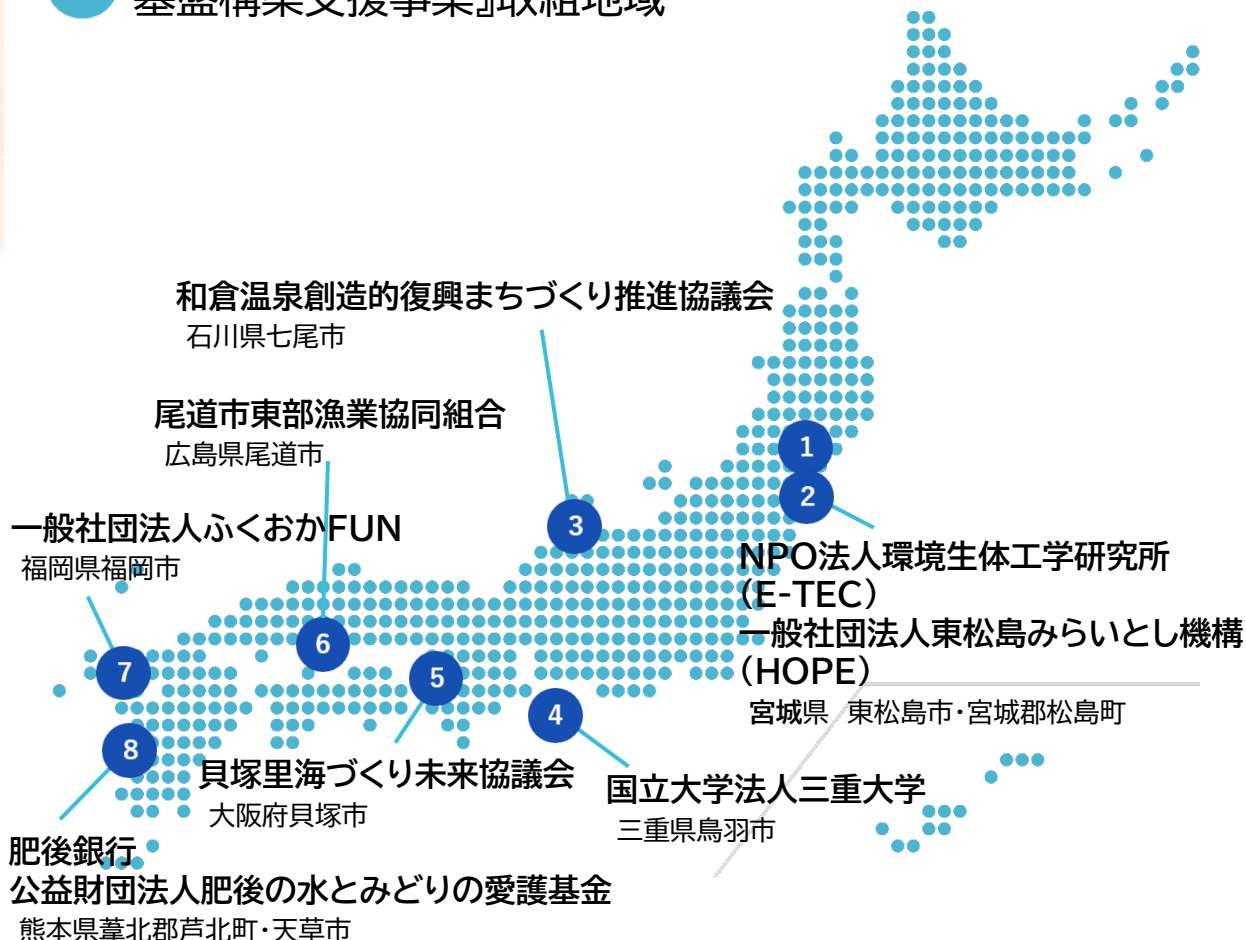 基盤構築支援事業』取組地域
和倉温泉創造的復興まちづくり推進協議会
石川県七尾市
尾道市東部漁業協同組合
広島県尾道市
一般社団法人ふくおかFUN
福岡県福岡市
1
2
3
NPO法人環境生体工学研究所
(E-TEC)
一般社団法人東松島みらいとし機構
(HOPE)
宮城県 東松島市・宮城郡松島町
6
7
5
4
8
貝塚里海づくり未来協議会
大阪府貝塚市
国立大学法人三重大学
三重県鳥羽市
肥後銀行
公益財団法人肥後の水とみどりの愛護基金
熊本県葦北郡芦北町・天草市